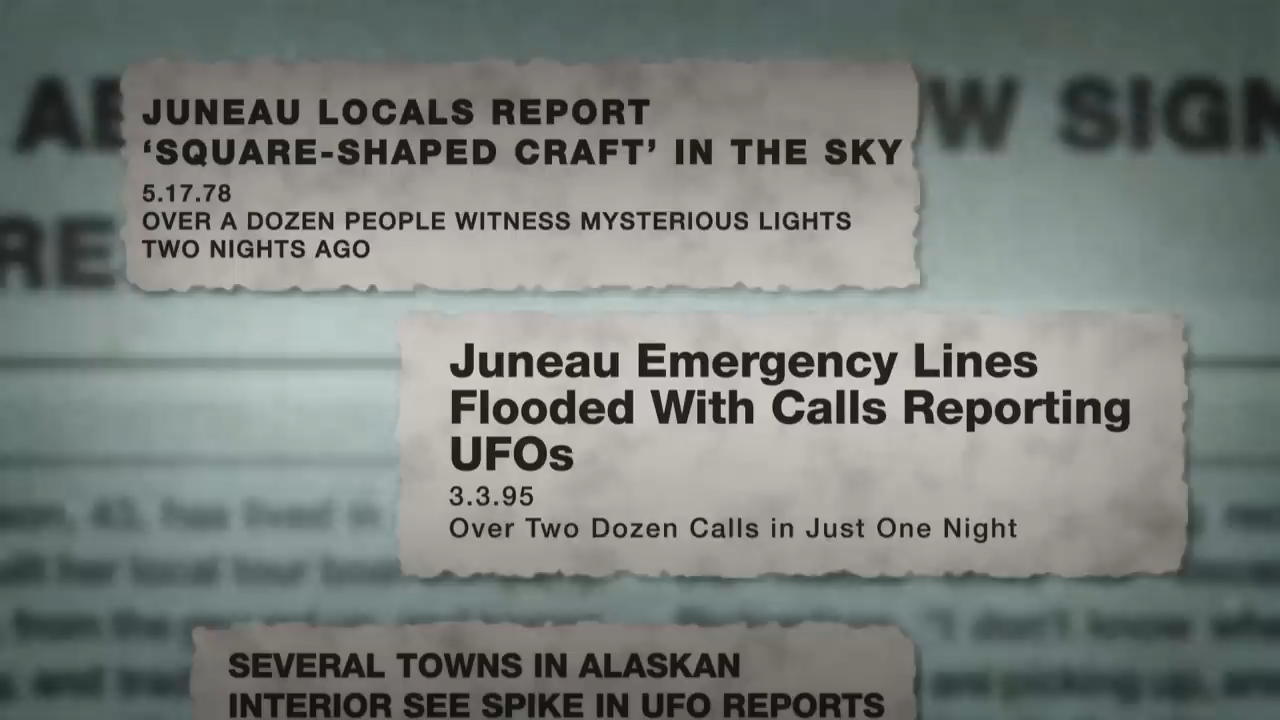 JUNEAU LOCALS REPORT
‘SQUARE-SHAPED CRAFT’ IN THE SKY
5.17.78
OVER A DOZEN PEOPLE WITNESS MYSTERIOUS LIGHTS
TWO NIGHTS AGO
Juneau Emergency Lines
Flooded With Calls Reporting
UFOs
3.3.95
Over Two Dozen Calls in Just One Night
SEVERAL TOWNS IN ALASKAN
INTERIOR SEE SPIKE IN UFO REPORTS